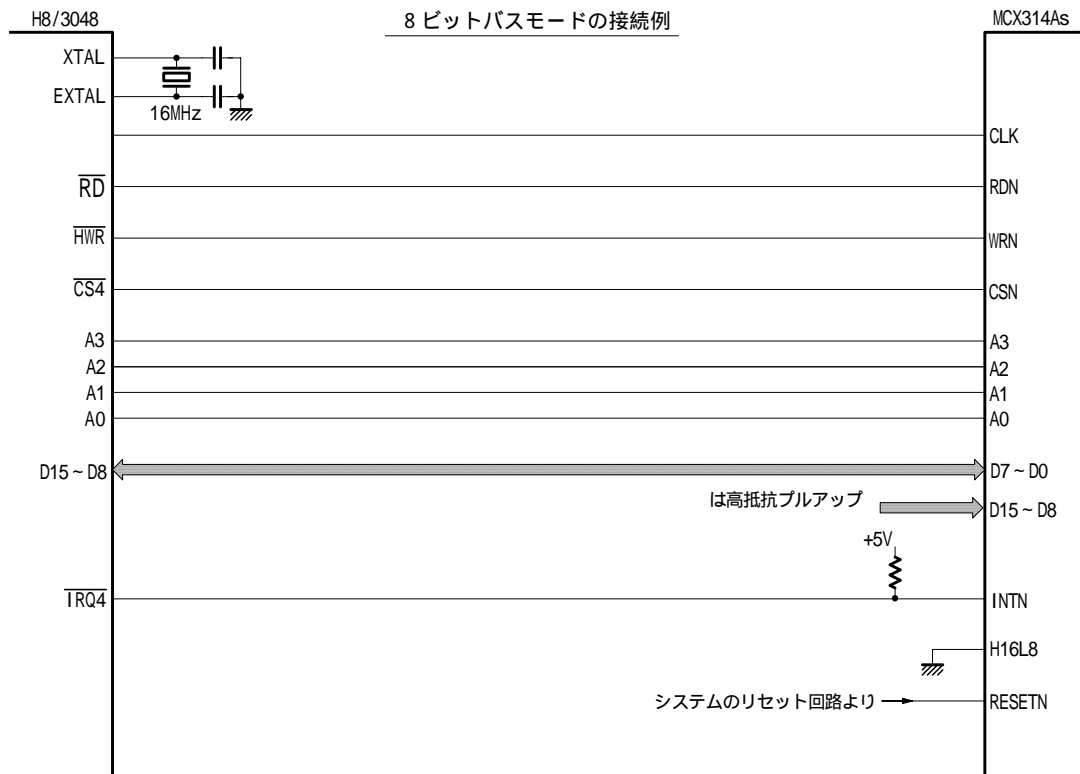 H8/3048
8 ビットバスモードの接続例
MCX314As
XTAL
EXTAL
16MHz
CLK
RD
RDN
HWR
WRN
CS4
CSN
A3
A3
A2
A2
A1
A1
A0
A0
D15 ~ D8
D7 ~ D0
は高抵抗プルアップ
D15 ~ D8
+5V
IRQ4
INTN
H16L8
システムのリセット回路より
RESETN